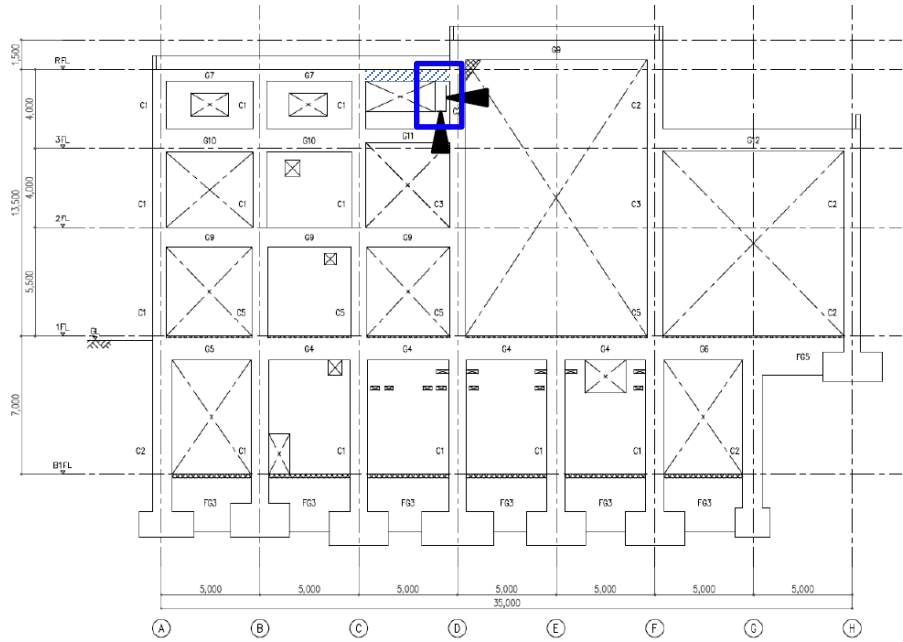 G9
1,500
RFL
G7 G7
C1 C1 C1 C2
4,000
G11
G10 G10 G12
3FL
13,500
4,000
C1 C1 C1 C3 C3 C2
2FL
G9 G9 G9
5,500
C1 C5 C5 C5 C5 C2
1FL
GL
G5 G4 G4 G4 G4 G6
FG5
7,000
C2 C1 C1 C1 C1 C1 C2
B1FL
FG3 FG3 FG3 FG3 FG3 FG3
5,000 5,000 5,000 5,000 5,000 5,000 5,000
35,000
A B C D E F G H